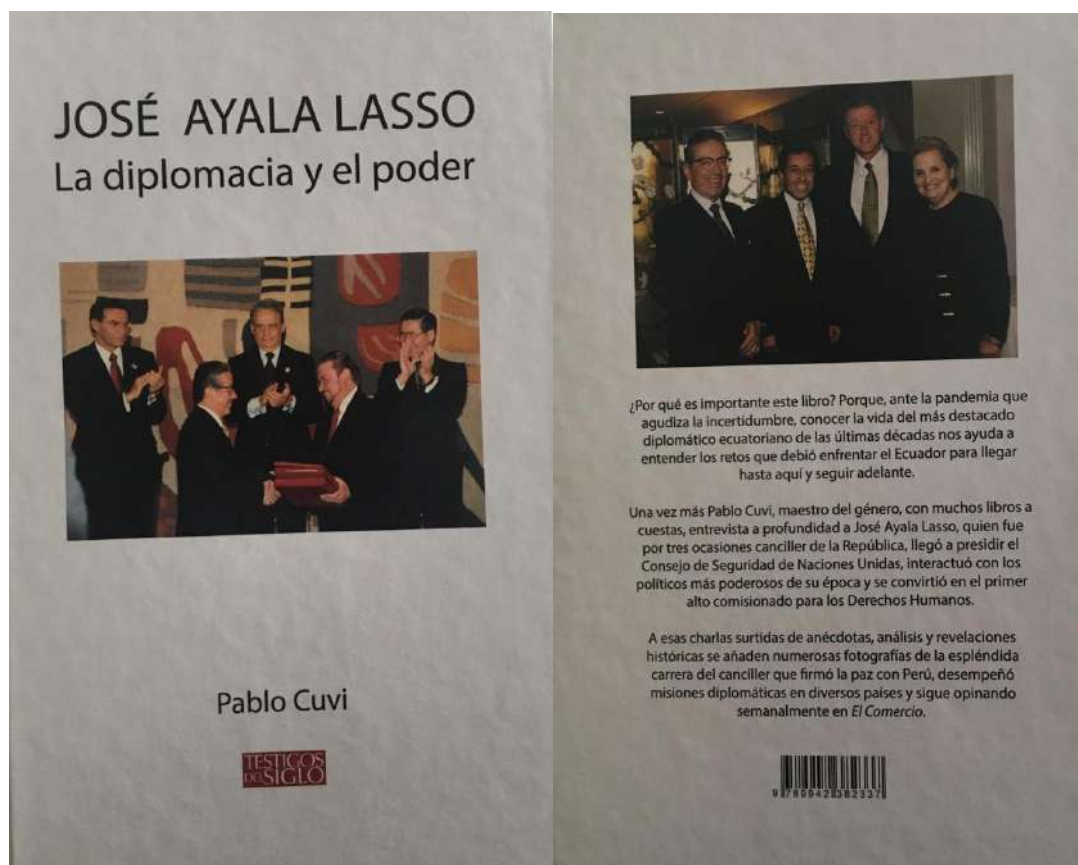 JOSÉ AYALA LASSO
La diplomacia y el poder
Pablo Cuvi
TESTIGOS
DEL SIGLO
¿Por qué es importante este libro? Porque, ante la pandemia que
agudiza la incertidumbre, conocer la vida del más destacado
diplomático ecuatoriano de las últimas décadas nos ayuda a
entender los retos que debió enfrentar el Ecuador para llegar
hasta aquí y seguir adelante.
Una vez más Pablo Cuvi, maestro del género, con muchos libros a
cuestas, entrevista a profundidad a José Ayala Lasso, quien fue
por tres ocasiones canciller de la República, llegó a presidir el
Consejo de Seguridad de Naciones Unidas, interactuó con los
políticos más poderosos de su época y se convirtió en el primer
alto comisionado para los Derechos Humanos.
A esas charlas surtidas de anécdotas, análisis y revelaciones
históricas se añaden numerosas fotografías de la espléndida
carrera del canciller que firmó la paz con Perú, desempeñó
misiones diplomáticas en diversos países y sigue opinando
semanalmente en El Comercio.
9 789942 382337